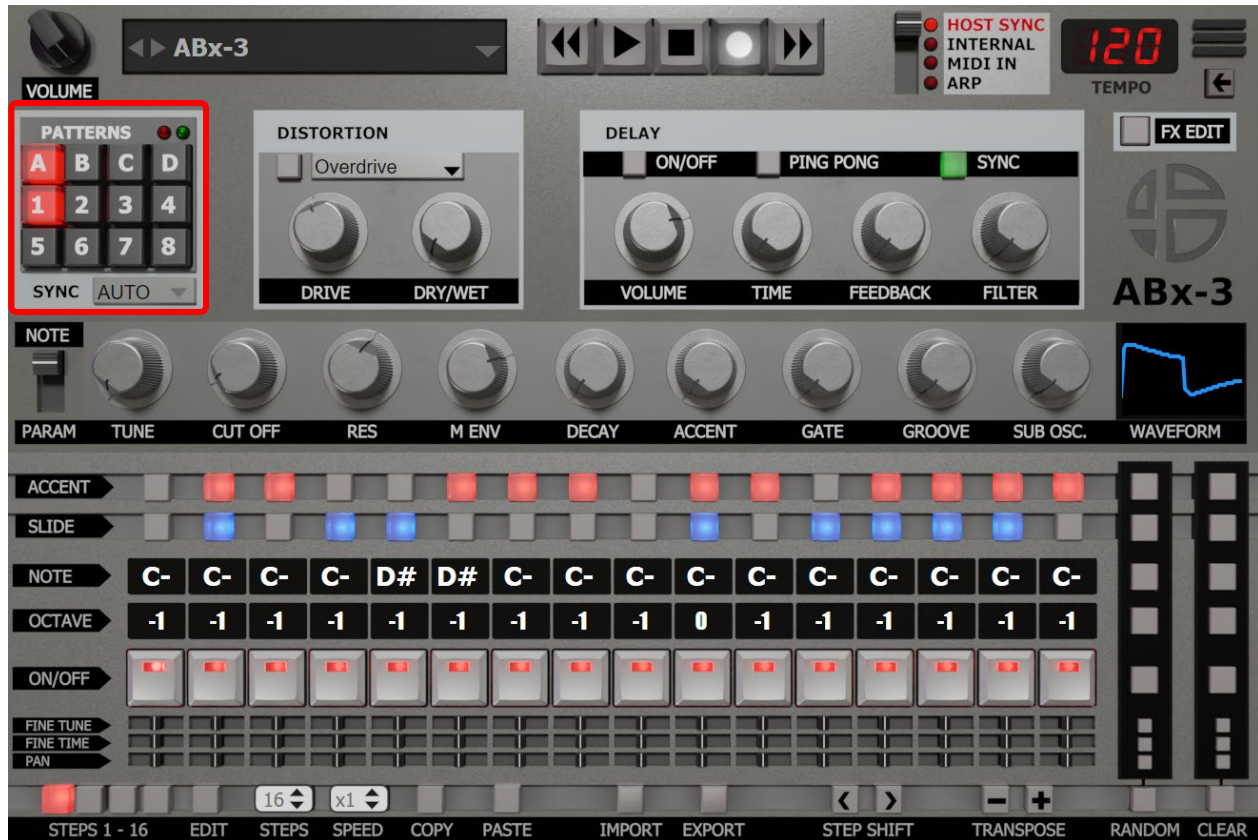 ABx-3
HOST SYNC
INTERNAL
MIDI IN
ARP
120
TEMPO
VOLUME
PATTERNS
A B C D
1 2 3 4
5 6 7 8
SYNC AUTO
DISTORTION
Overdrive
DRIVE DRY/WET
DELAY
ON/OFF PING PONG SYNC
VOLUME TIME FEEDBACK FILTER
FX EDIT
ABx-3
NOTE
PARAM TUNE CUT OFF RES M ENV DECAY ACCENT GATE GROOVE SUB OSC. WAVEFORM
ACCENT
SLIDE
NOTE C- C- C- C- D# D# C- C- C- C- C- C- C- C- C- C-
OCTAVE -1 -1 -1 -1 -1 -1 -1 -1 -1 0 -1 -1 -1 -1 -1 -1
ON/OFF
FINE TUNE
FINE TIME
PAN
16 x1
STEPS 1 - 16 EDIT STEPS SPEED COPY PASTE IMPORT EXPORT STEP SHIFT TRANSPOSE RANDOM CLEAR